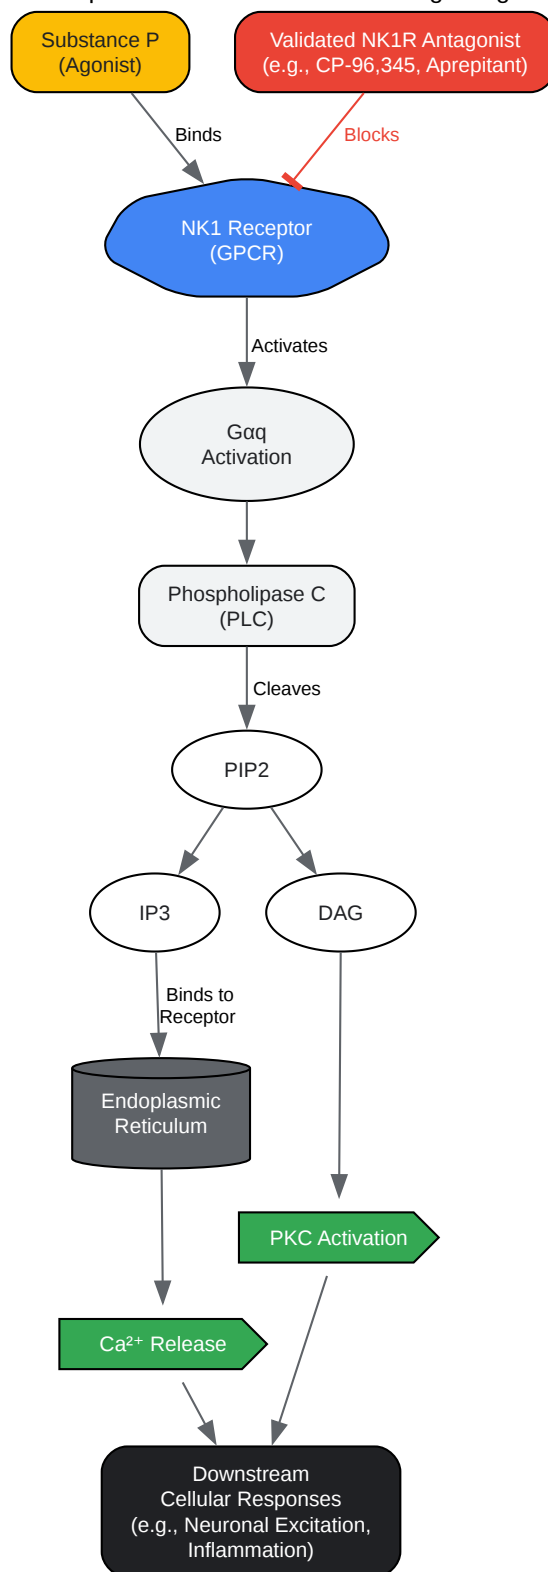 Substance P
(Agonist)
Validated NK1R Antagonist
(e.g., CP-96,345, Aprepitant)
Binds
Blocks
NK1 Receptor
(GPCR)
Activates
Gαq
Activation
Phospholipase C
(PLC)
Cleaves
PIP2
IP3
DAG
Binds to
Receptor
Endoplasmic
Reticulum
PKC Activation
Ca²⁺ Release
Downstream
Cellular Responses
(e.g., Neuronal Excitation,
Inflammation)